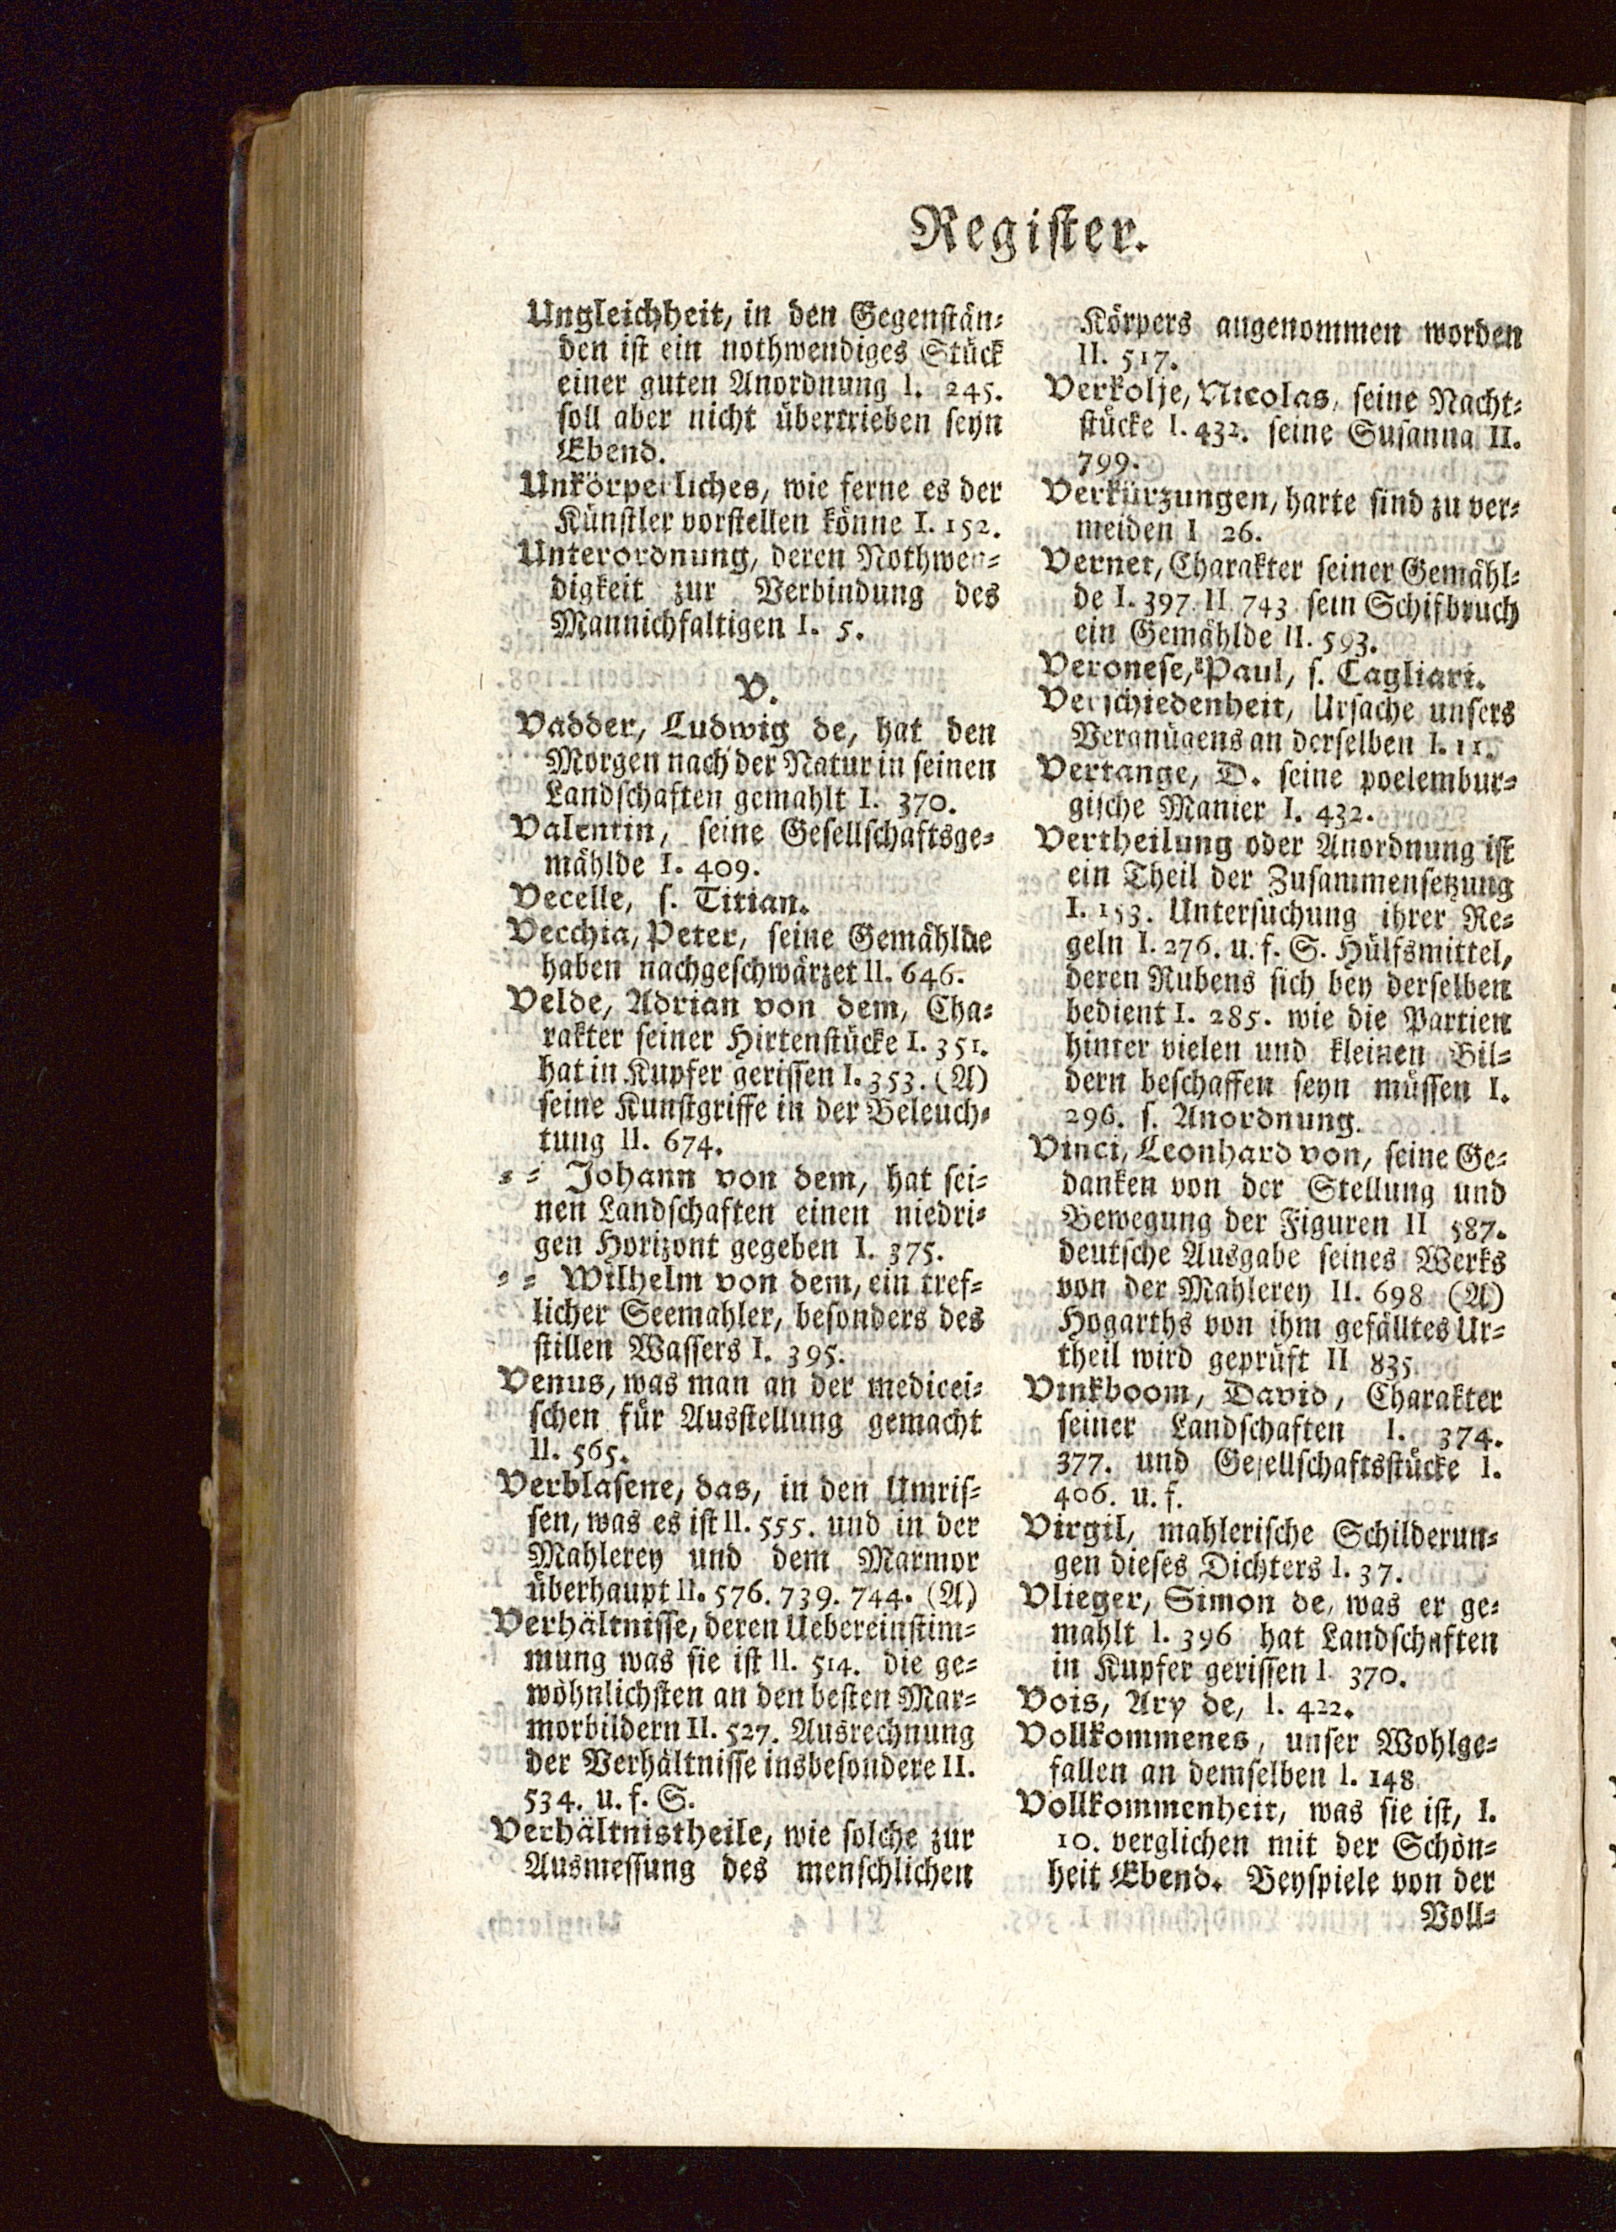 Register.
Ungleichheit, in den Gegenstän⸗
den ist ein nothwendiges Stück
einer guten Anordnung I. 245.
soll aber nicht übertrieben seyn
Ebend.
Unkörperliches, wie ferne es der
Künstler vorstellen könne I. 152.
Unterordnung, deren Nothwen⸗
digkeit zur Verbindung des
Mannichfaltigen I. 5.
V.
Vadder, Ludwig de, hat den
Morgen nach der Natur in seinen
Landschaften gemahlt I. 370.
Valentin, seine Gesellschaftsge⸗
mählde I. 409.
Vecelle, s. Titian.
Vecchia, Peter, seine Gemählde
haben nachgeschwärzet II. 646.
Velde, Adrian von dem, Cha⸗
rakter seiner Hirtenstücke I. 351.
hat in Kupfer gerissen I. 353. (A)
seine Kunstgriffe in der Beleuch⸗
tung II. 674.
⸗ ⸗ Johann von dem, hat sei⸗
nen Landschaften einen niedri⸗
gen Horizont gegeben I. 375.
⸗ ⸗ Wilhelm von dem, ein tref⸗
licher Seemahler, besonders des
stillen Wassers I. 395.
Venus, was man an der medicei⸗
schen für Ausstellung gemacht
II. 565.
Verblasene, das, in den Umris⸗
sen, was es ist II. 555. und in der
Mahlerey und dem Marmor
überhaupt II. 576. 739. 744. (A)
Verhältnisse, deren Uebereinstim⸗
mung was sie ist II. 514. die ge⸗
wöhnlichsten an den besten Mar⸗
morbildern II. 527. Ausrechnung
der Verhältnisse insbesondere II.
534. u. f. S.
Verhältnistheile, wie solche zur
Ausmessung des menschlichen
Körpers angenommen worden
II. 517.
Verkolje, Nicolas, seine Nacht⸗
stücke I. 432. seine Susanna II.
799.
Verkürzungen, harte sind zu ver⸗
meiden I 26.
Vernet, Charakter seiner Gemähl⸗
de I. 397. II 743 sein Schifbruch
ein Gemählde II. 593.
Veronese, Paul, s. Cagliari.
Verschiedenheit, Ursache unsers
Vergnügens an derselben I. 11.
Vertange, D. seine poelembur⸗
gische Manier I. 432.
Vertheilung oder Anordnung ist
ein Theil der Zusammensetzung
I. 153. Untersuchung ihrer Re⸗
geln I. 276. u. f. S. Hülfsmittel,
deren Rubens sich bey derselben
bedient I. 285. wie die Partien
hinter vielen und kleinen Bil⸗
dern beschaffen seyn müssen I.
296. s. Anordnung.
Vinci, Leonhard von, seine Ge⸗
danken von der Stellung und
Bewegung der Figuren II 587.
deutsche Ausgabe seines Werks
von der Mahlerey II. 698 (A)
Hogarths von ihm gefälltes Ur⸗
theil wird geprüft II 835
Vinkboom, David, Charakter
seiner Landschaften I. 374.
377. und Gesellschaftsstücke I.
406. u. f.
Virgil, mahlerische Schilderun⸗
gen dieses Dichters I. 37.
Vlieger, Simon de, was er ge⸗
mahlt I. 396 hat Landschaften
in Kupfer gerissen I 370.
Vois, Ary de, I. 422.
Vollkommenes, unser Wohlge⸗
fallen an demselben I. 148
Vollkommenheit, was sie ist, I.
10. verglichen mit der Schön⸗
heit Ebend. Beyspiele von der
Voll⸗